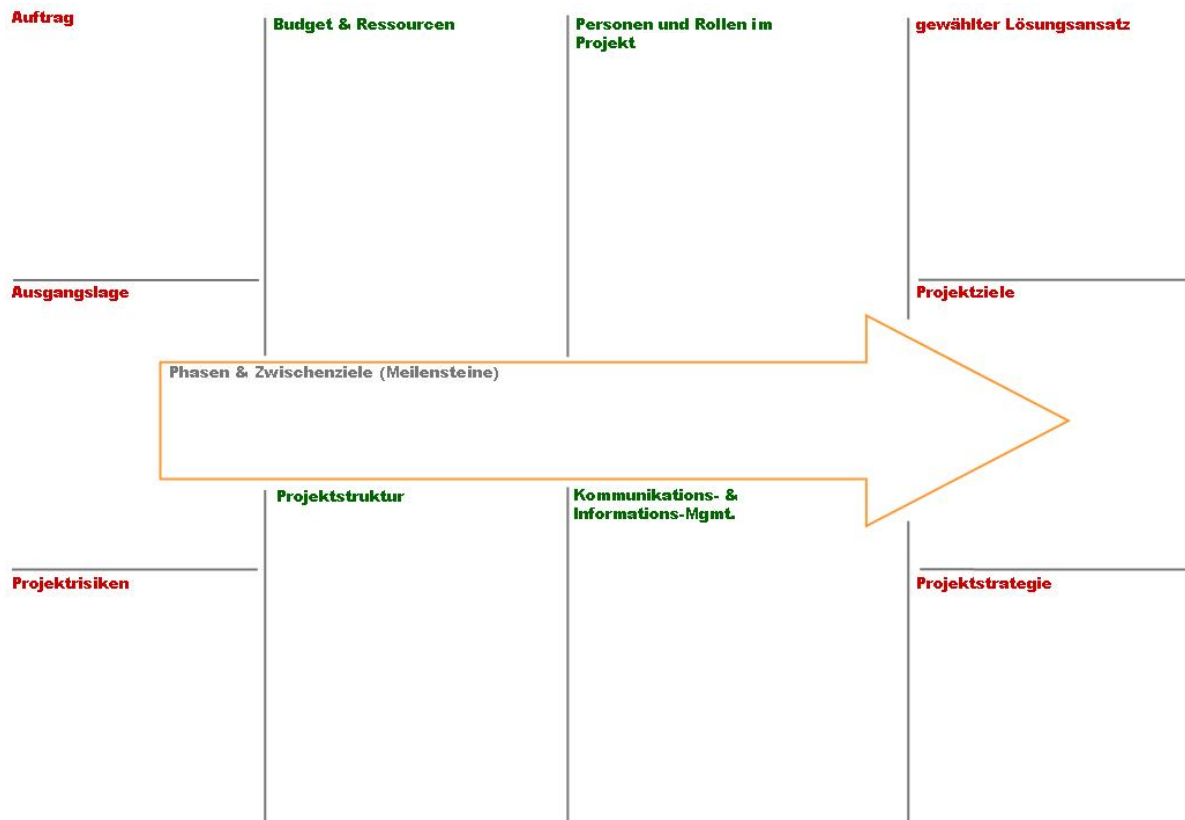 Auftrag
Budget & Ressourcen
Personen und Rollen im
Projekt
gewählter Lösungsansatz
Ausgangslage
Projektziele
Phasen & Zwischenziele (Meilensteine)
Projektstruktur
Kommunikations- &
Informations-Mgmt.
Projektrisiken
Projektstrategie